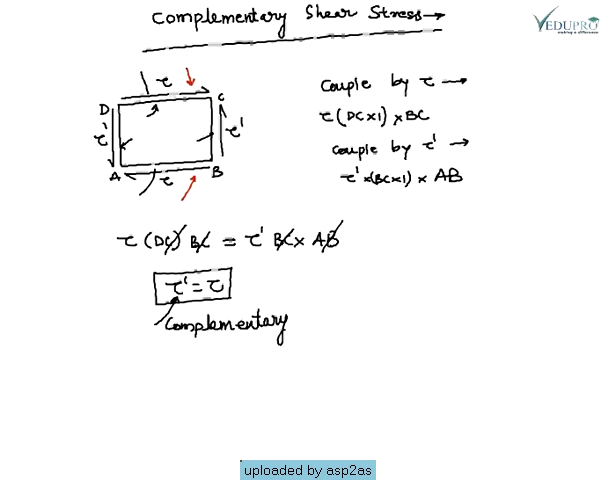 Complementary Shear Stress →
VEDUPRO
making a difference
τ
D
C
τ'
τ'
A
τ
B
Couple by τ →
τ (DC×1) × BC
Couple by τ' →
τ' × (BC×1) × AB
τ (DC) BC = τ' BC × AB
τ' = τ
Complementary
uploaded by asp2as